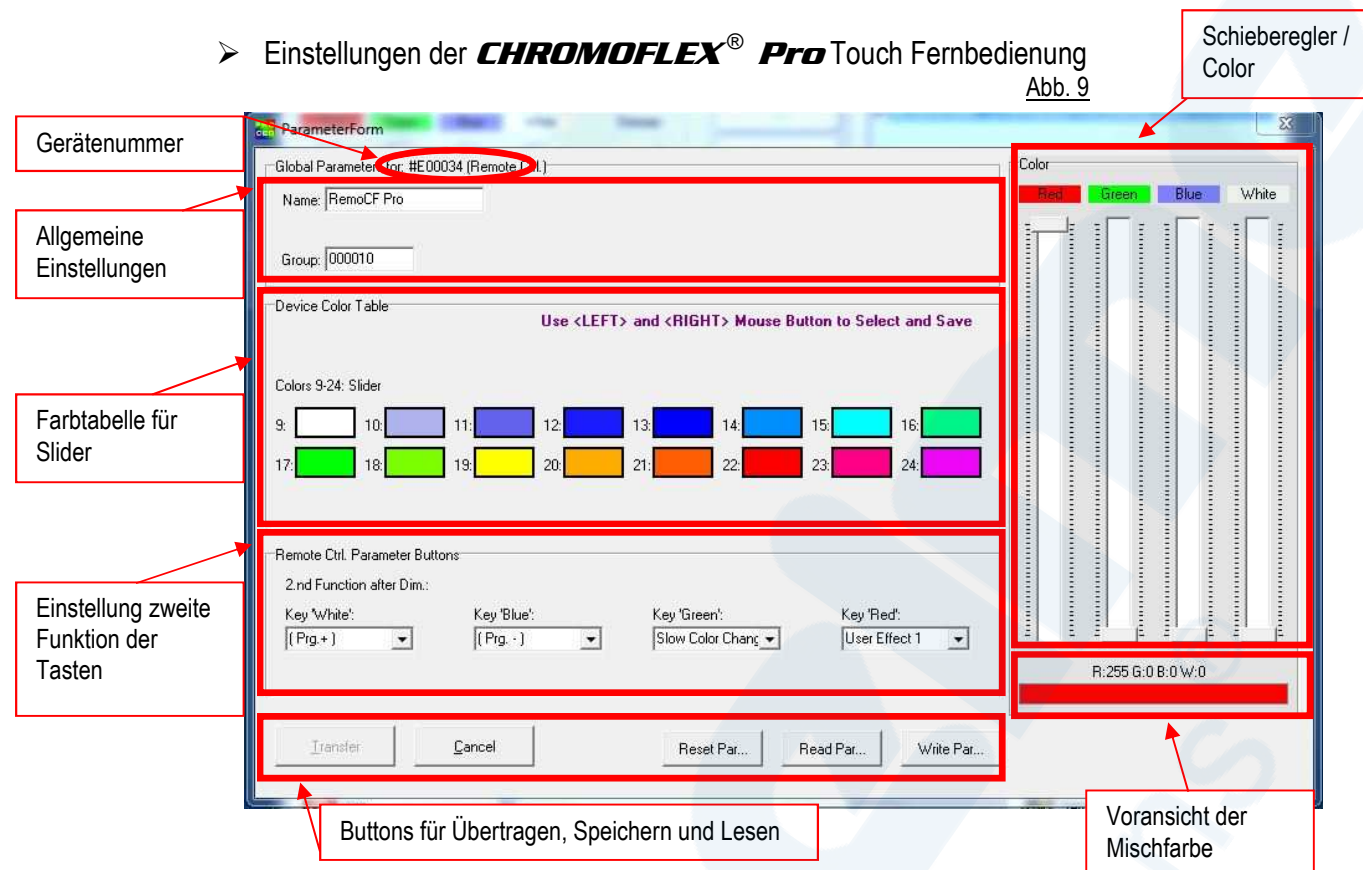 ➢ Einstellungen der CHROMOFLEX® Pro Touch Fernbedienung
Abb. 9
Schieberegler /
Color
Gerätenummer
Allgemeine
Einstellungen
Farbtabelle für
Slider
Einstellung zweite
Funktion der
Tasten
ParameterForm
Global Parameter for: #E00034 (Remote Ctrl.)
Name: RemoCF Pro
Group: 000010
Device Color Table
Use <LEFT> and <RIGHT> Mouse Button to Select and Save
Colors 9-24: Slider
9: 10: 11: 12: 13: 14: 15: 16:
17: 18: 19: 20: 21: 22: 23: 24:
Remote Ctrl. Parameter Buttons
2.nd Function after Dim.:
Key 'White': Key 'Blue': Key 'Green': Key 'Red':
( Prg.+ ) ( Prg. - ) Slow Color Chang User Effect 1
Transfer Cancel Reset Par... Read Par... Write Par...
Color
Red Green Blue White
R:255 G:0 B:0 W:0
Buttons für Übertragen, Speichern und Lesen
Voransicht der
Mischfarbe